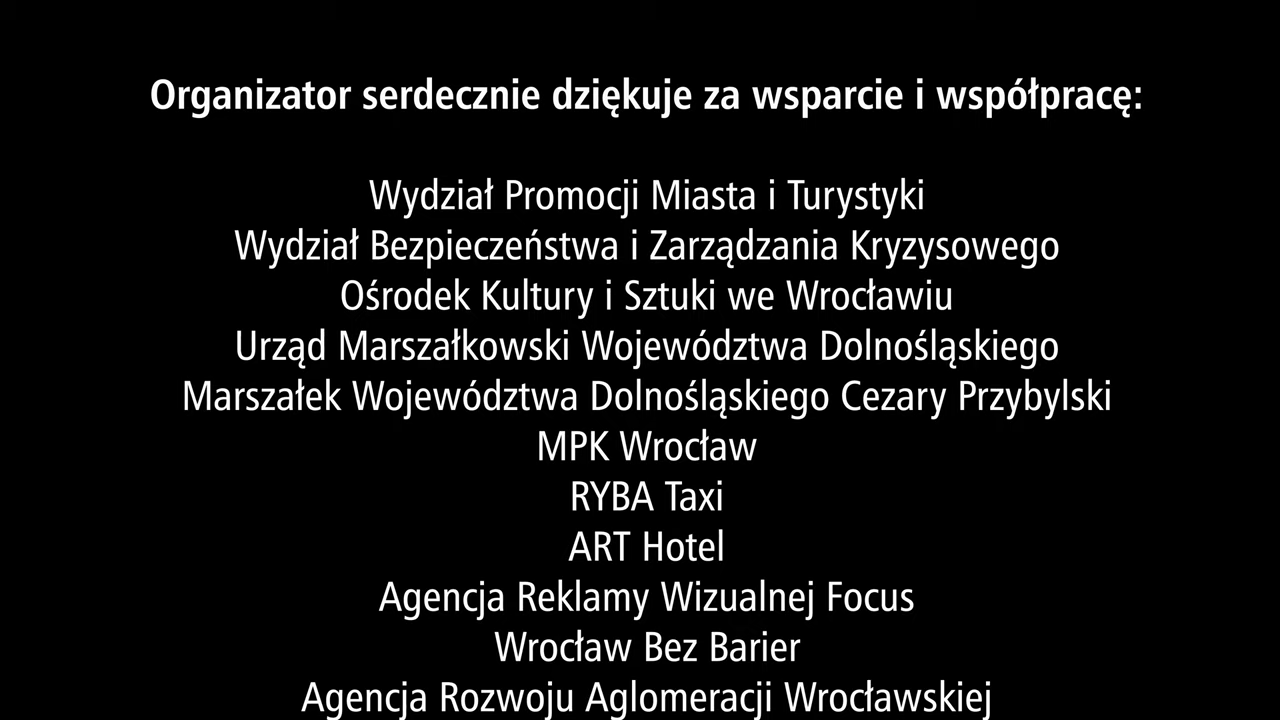 Organizator serdecznie dziękuje za wsparcie i współpracę:
Wydział Promocji Miasta i Turystyki
Wydział Bezpieczeństwa i Zarządzania Kryzysowego
Ośrodek Kultury i Sztuki we Wrocławiu
Urząd Marszałkowski Województwa Dolnośląskiego
Marszałek Województwa Dolnośląskiego Cezary Przybylski
MPK Wrocław
RYBA Taxi
ART Hotel
Agencja Reklamy Wizualnej Focus
Wrocław Bez Barier
Agencja Rozwoju Aglomeracji Wrocławskiej